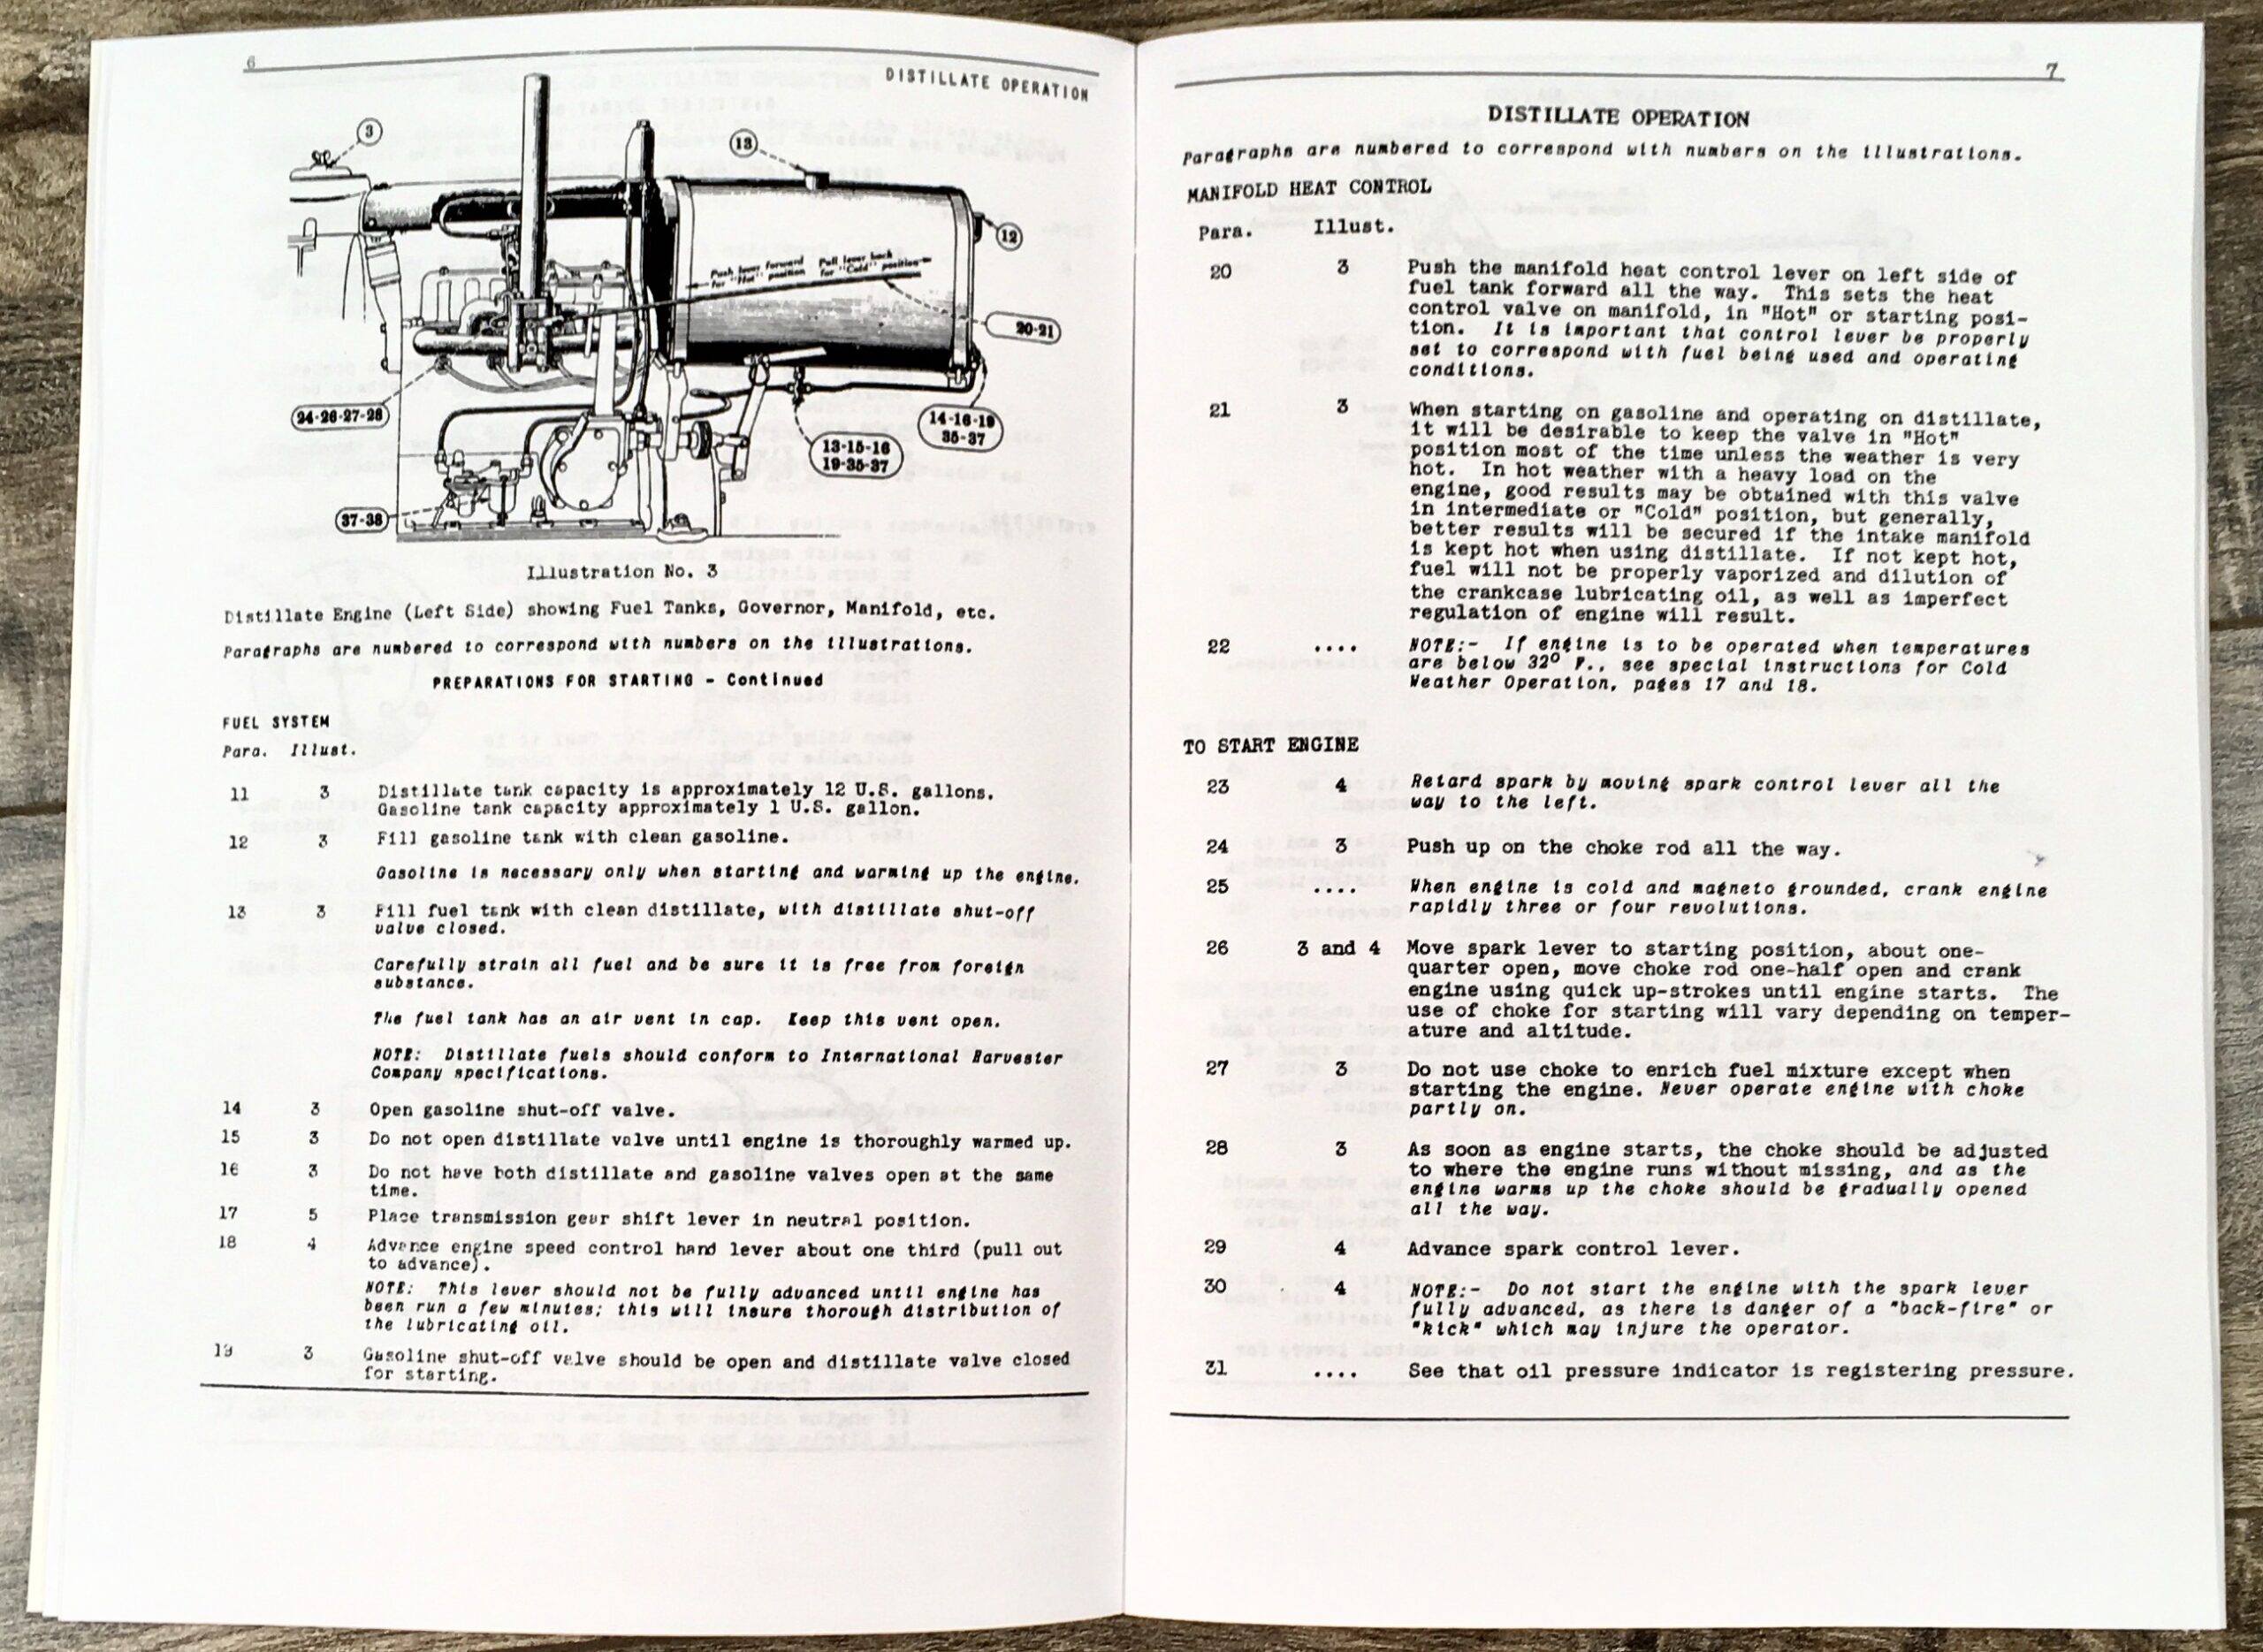 6
DISTILLATE OPERATION
3
13
12
Push lever forward
for "Hot" position
Pull lever back
for "Cold" position
20-21
24-26-27-28
14-16-19
35-37
13-15-16
19-35-37
37-38
Illustration No. 3
Distillate Engine (Left Side) showing Fuel Tanks, Governor, Manifold, etc.
Paragraphs are numbered to correspond with numbers on the illustrations.
PREPARATIONS FOR STARTING - Continued
FUEL SYSTEM
Para. Illust.
11 3 Distillate tank capacity is approximately 12 U.S. gallons.
Gasoline tank capacity approximately 1 U.S. gallon.
12 3 Fill gasoline tank with clean gasoline.
Gasoline is necessary only when starting and warming up the engine.
13 3 Fill fuel tank with clean distillate, with distillate shut-off
valve closed.
Carefully strain all fuel and be sure it is free from foreign
substance.
The fuel tank has an air vent in cap. Keep this vent open.
NOTE: Distillate fuels should conform to International Harvester
Company specifications.
14 3 Open gasoline shut-off valve.
15 3 Do not open distillate valve until engine is thoroughly warmed up.
16 3 Do not have both distillate and gasoline valves open at the same
time.
17 5 Place transmission gear shift lever in neutral position.
18 4 Advance engine speed control hand lever about one third (pull out
to advance).
NOTE: This lever should not be fully advanced until engine has
been run a few minutes; this will insure thorough distribution of
the lubricating oil.
19 3 Gasoline shut-off valve should be open and distillate valve closed
for starting.
7
DISTILLATE OPERATION
Paragraphs are numbered to correspond with numbers on the illustrations.
MANIFOLD HEAT CONTROL
Para. Illust.
20 3 Push the manifold heat control lever on left side of
fuel tank forward all the way. This sets the heat
control valve on manifold, in "Hot" or starting posi-
tion. It is important that control lever be properly
set to correspond with fuel being used and operating
conditions.
21 3 When starting on gasoline and operating on distillate,
it will be desirable to keep the valve in "Hot"
position most of the time unless the weather is very
hot. In hot weather with a heavy load on the
engine, good results may be obtained with this valve
in intermediate or "Cold" position, but generally,
better results will be secured if the intake manifold
is kept hot when using distillate. If not kept hot,
fuel will not be properly vaporized and dilution of
the crankcase lubricating oil, as well as imperfect
regulation of engine will result.
22 .... NOTE:- If engine is to be operated when temperatures
are below 32° F., see special instructions for Cold
Weather Operation, pages 17 and 18.
TO START ENGINE
23 4 Retard spark by moving spark control lever all the
way to the left.
24 3 Push up on the choke rod all the way.
25 .... When engine is cold and magneto grounded, crank engine
rapidly three or four revolutions.
26 3 and 4 Move spark lever to starting position, about one-
quarter open, move choke rod one-half open and crank
engine using quick up-strokes until engine starts. The
use of choke for starting will vary depending on temper-
ature and altitude.
27 3 Do not use choke to enrich fuel mixture except when
starting the engine. Never operate engine with choke
partly on.
28 3 As soon as engine starts, the choke should be adjusted
to where the engine runs without missing, and as the
engine warms up the choke should be gradually opened
all the way.
29 4 Advance spark control lever.
30 4 NOTE:- Do not start the engine with the spark lever
fully advanced, as there is danger of a "back-fire" or
"kick" which may injure the operator.
31 .... See that oil pressure indicator is registering pressure.